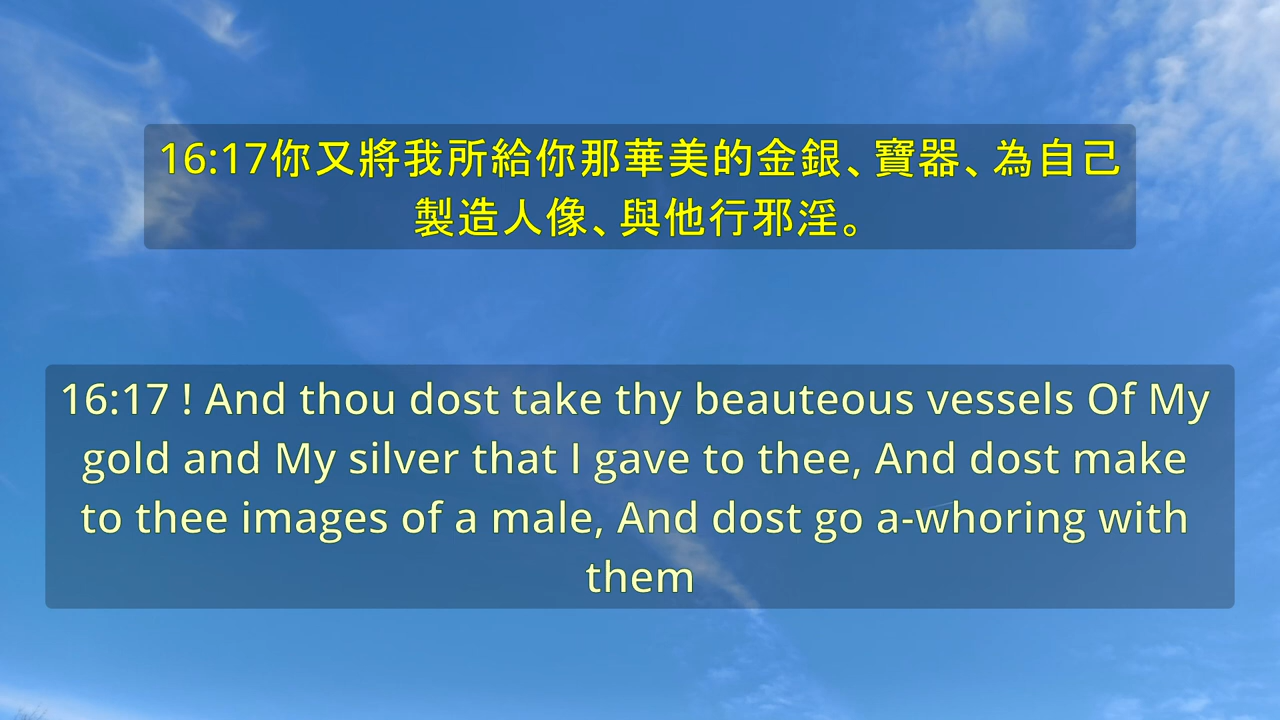 16:17你又將我所給你那華美的金銀、寶器、為自己
製造人像、與他行邪淫。
16:17 ! And thou dost take thy beauteous vessels Of My
gold and My silver that I gave to thee, And dost make
to thee images of a male, And dost go a-whoring with
them